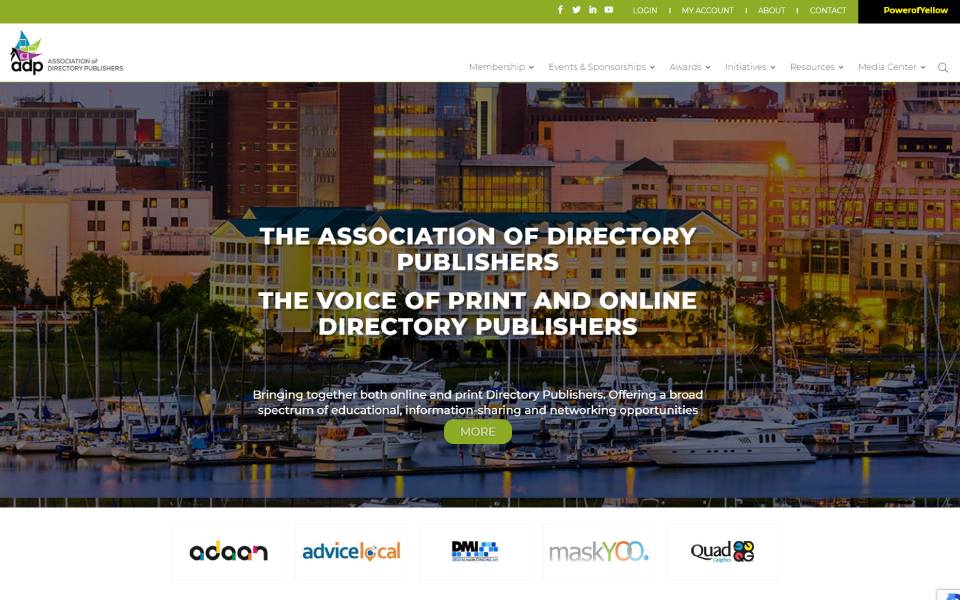 LOGIN | MY ACCOUNT | ABOUT | CONTACT PowerofYellow
adp ASSOCIATION of
DIRECTORY PUBLISHERS
Membership Events & Sponsorships Awards Initiatives Resources Media Center
THE ASSOCIATION OF DIRECTORY
PUBLISHERS
THE VOICE OF PRINT AND ONLINE
DIRECTORY PUBLISHERS
Bringing together both online and print Directory Publishers. Offering a broad
spectrum of educational, information-sharing and networking opportunities
MORE
adaan advicelocal DMI maskYOO. Quad
Graphics